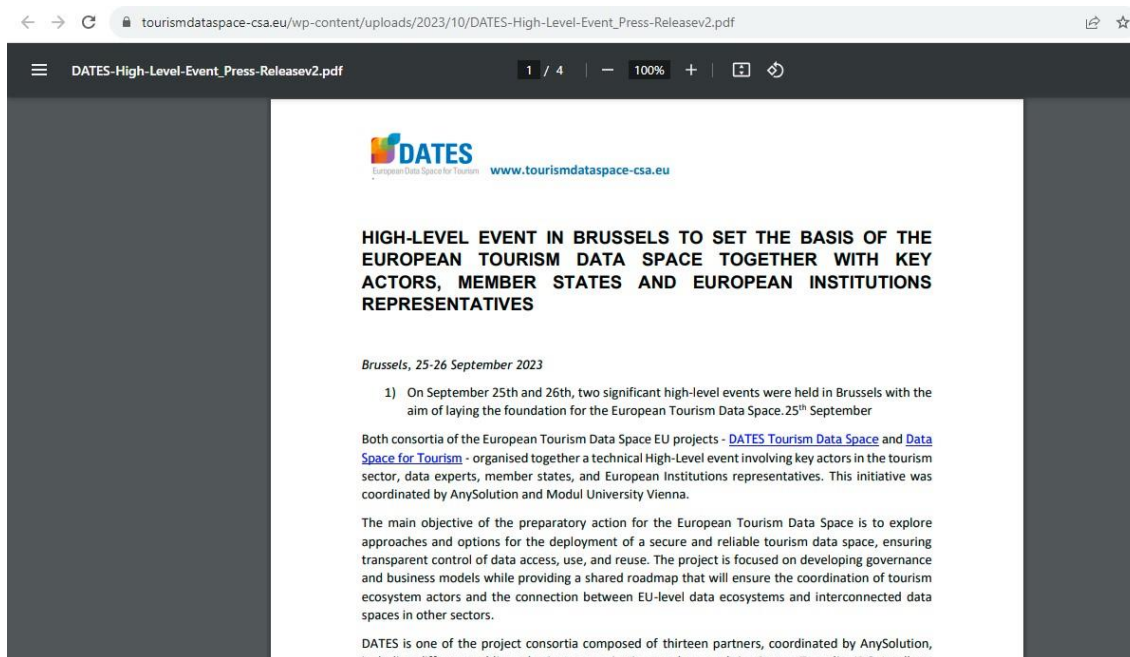 tourismdataspace-csa.eu/wp-content/uploads/2023/10/DATES-High-Level-Event_Press-Releasev2.pdf
DATES-High-Level-Event_Press-Releasev2.pdf 1 / 4 100%
DATES
European Data Space for Tourism www.tourismdataspace-csa.eu
HIGH-LEVEL EVENT IN BRUSSELS TO SET THE BASIS OF THE
EUROPEAN TOURISM DATA SPACE TOGETHER WITH KEY
ACTORS, MEMBER STATES AND EUROPEAN INSTITUTIONS
REPRESENTATIVES
Brussels, 25-26 September 2023
1) On September 25th and 26th, two significant high-level events were held in Brussels with the
aim of laying the foundation for the European Tourism Data Space.25th September
Both consortia of the European Tourism Data Space EU projects - DATES Tourism Data Space and Data
Space for Tourism - organised together a technical High-Level event involving key actors in the tourism
sector, data experts, member states, and European Institutions representatives. This initiative was
coordinated by AnySolution and Modul University Vienna.
The main objective of the preparatory action for the European Tourism Data Space is to explore
approaches and options for the deployment of a secure and reliable tourism data space, ensuring
transparent control of data access, use, and reuse. The project is focused on developing governance
and business models while providing a shared roadmap that will ensure the coordination of tourism
ecosystem actors and the connection between EU-level data ecosystems and interconnected data
spaces in other sectors.
DATES is one of the project consortia composed of thirteen partners, coordinated by AnySolution,